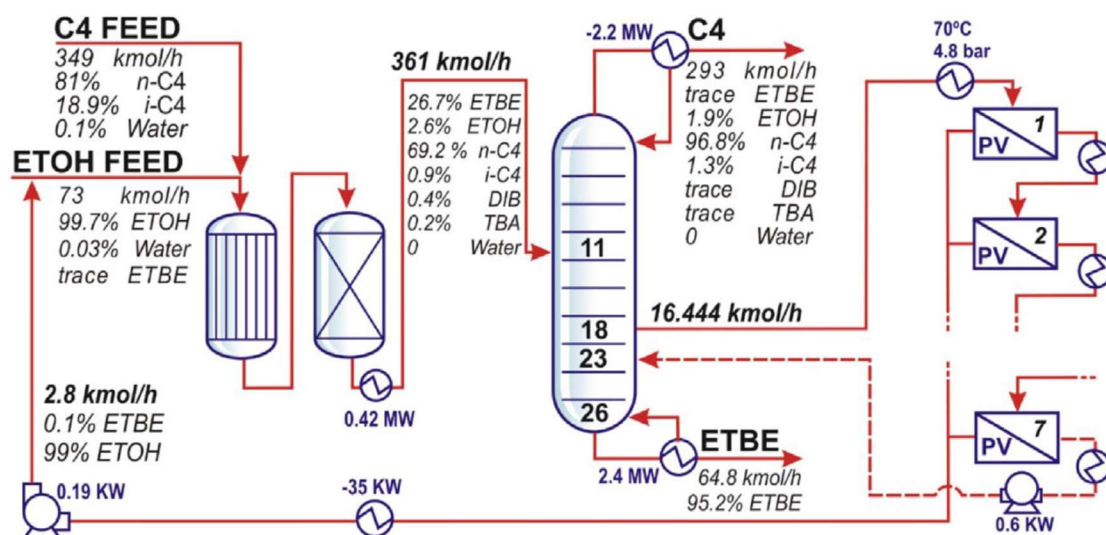 C4 FEED
349 kmol/h
81% n-C4
18.9% i-C4
0.1% Water
ETOH FEED
73 kmol/h
99.7% ETOH
0.03% Water
trace ETBE
2.8 kmol/h
0.1% ETBE
99% ETOH
0.19 KW
-35 KW
0.42 MW
361 kmol/h
26.7% ETBE
2.6% ETOH
69.2 % n-C4
0.9% i-C4
0.4% DIB
0.2% TBA
0 Water
-2.2 MW
C4
293 kmol/h
trace ETBE
1.9% ETOH
96.8% n-C4
1.3% i-C4
trace DIB
trace TBA
0 Water
11
18
23
26
16.444 kmol/h
2.4 MW
ETBE
64.8 kmol/h
95.2% ETBE
70ºC
4.8 bar
PV 1
PV 2
PV 7
0.6 KW